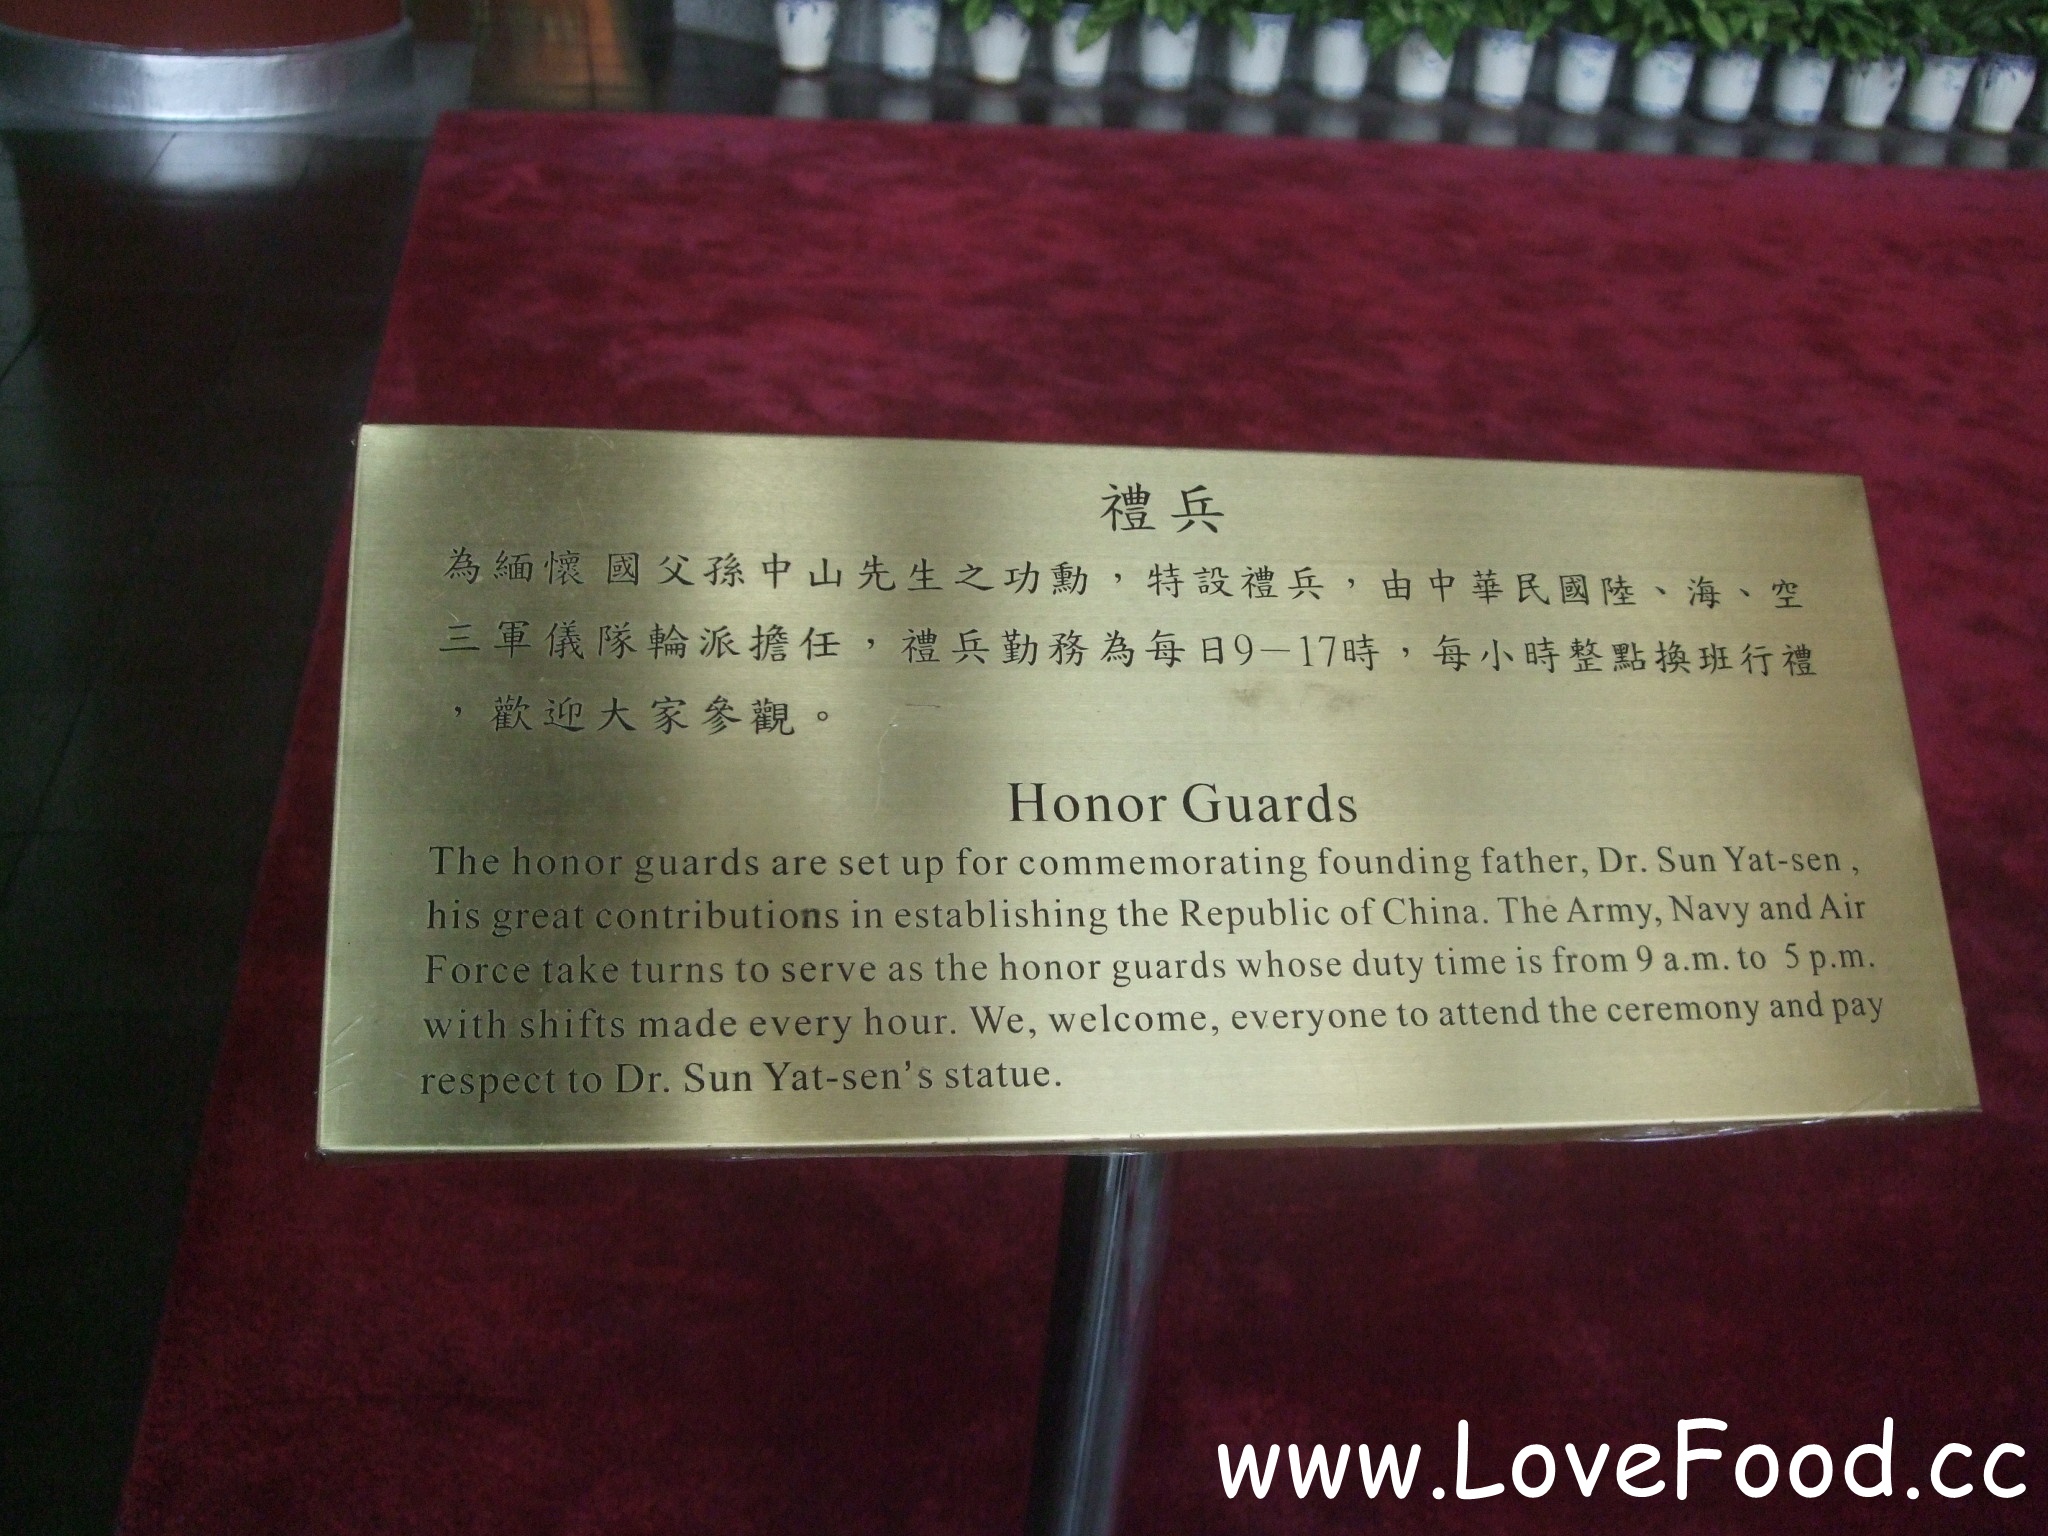 禮兵
為緬懷 國父孫中山先生之功勳，特設禮兵，由中華民國陸、海、空
三軍儀隊輪派擔任，禮兵勤務為每日9－17時，每小時整點換班行禮
，歡迎大家參觀。
Honor Guards
The honor guards are set up for commemorating founding father, Dr. Sun Yat-sen ,
his great contributions in establishing the Republic of China. The Army, Navy and Air
Force take turns to serve as the honor guards whose duty time is from 9 a.m. to 5 p.m.
with shifts made every hour. We, welcome, everyone to attend the ceremony and pay
respect to Dr. Sun Yat-sen's statue.
www.LoveFood.cc